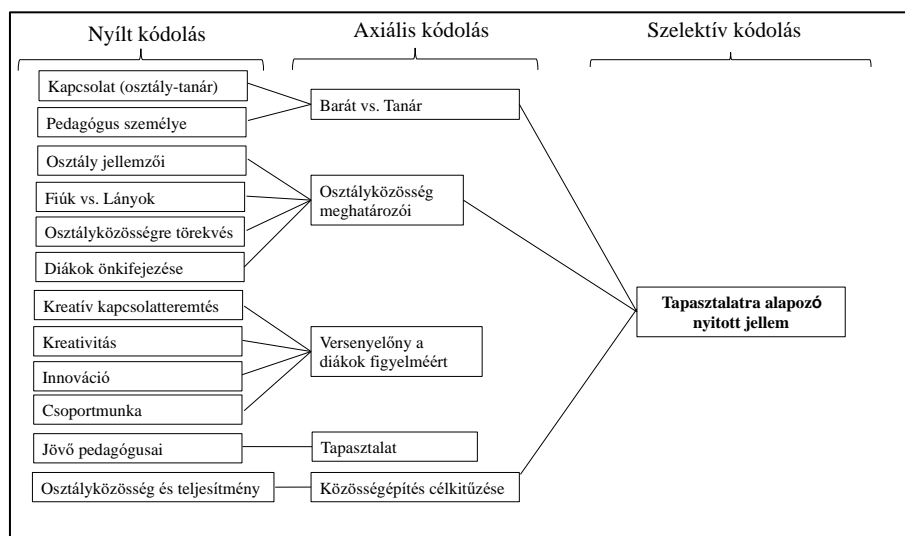 Nyílt kódolás
Axiális kódolás
Szelektív kódolás
Kapcsolat (osztály-tanár)
Pedagógus személye
Osztály jellemzői
Fiúk vs. Lányok
Osztályközösségre törekvés
Diákok önkifejezése
Kreatív kapcsolatteremtés
Kreativitás
Innováció
Csoportmunka
Jövő pedagógusai
Osztályközösség és teljesítmény
Barát vs. Tanár
Osztályközösség
meghatározói
Versenyelőny a
diákok figyelméért
Tapasztalat
Közösségépítés célkitűzése
Tapasztalatra alapozó
nyitott jellem